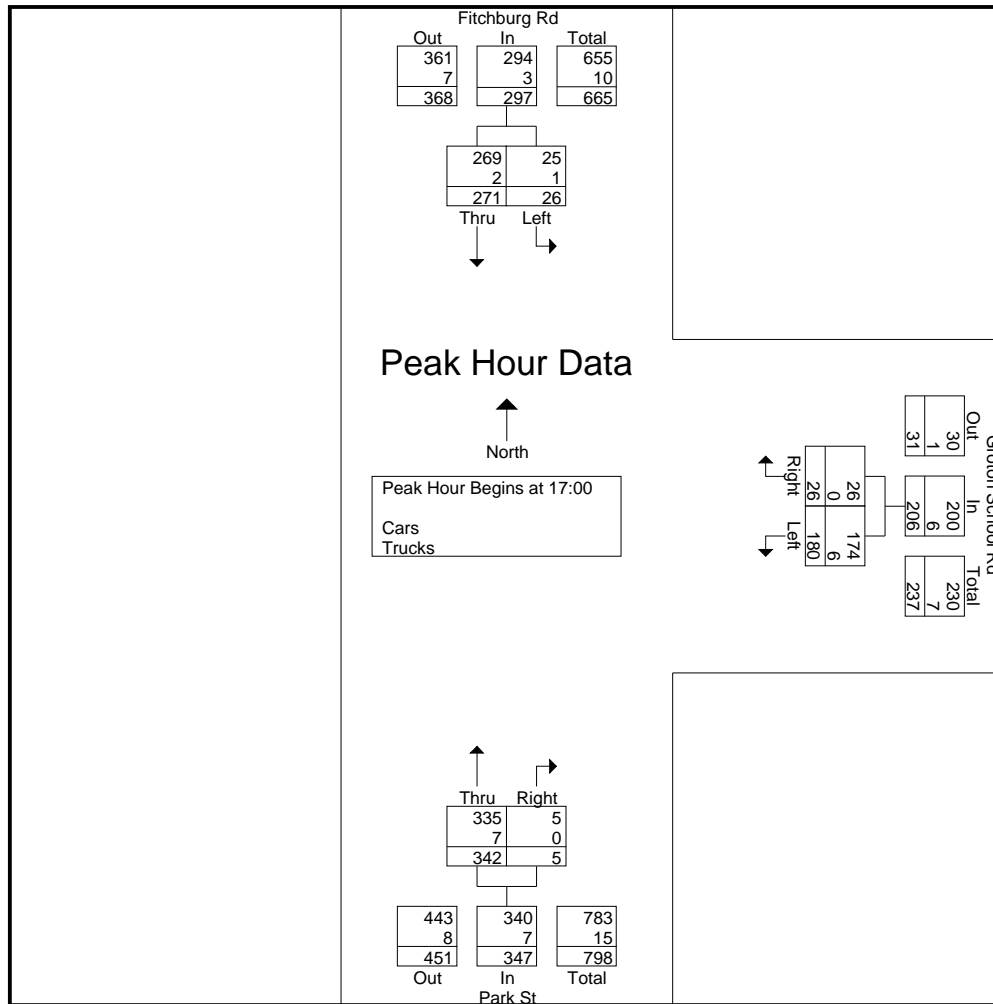 Fitchburg Rd
Out In Total
361 294 655
7 3 10
368 297 665
269 25
2 1
271 26
Thru Left
Peak Hour Data
North
Peak Hour Begins at 17:00
Cars
Trucks
Out In Total
30 200 230
1 6 7
31 206 237
26 174
0 6
26 180
Right Left
Thru Right
335 5
7 0
342 5
443 340 783
8 7 15
451 347 798
Out In Total
Park St